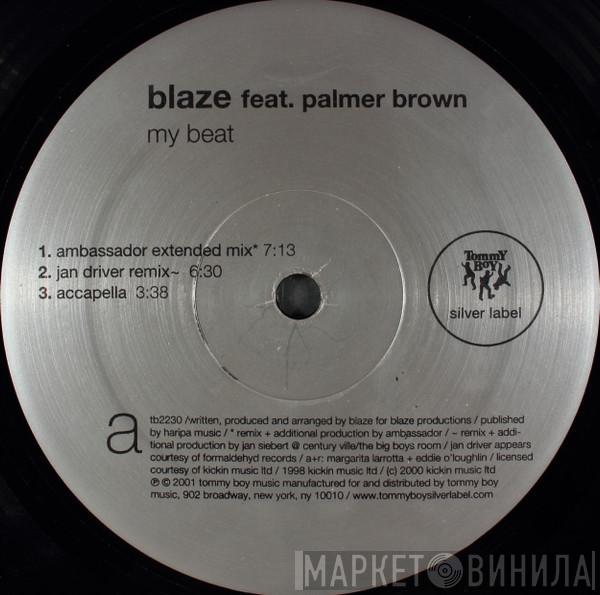 blaze feat. palmer brown
my beat
1. ambassador extended mix* 7:13
2. jan driver remix~ 6:30
3. accapella 3:38
TOMMY
BOY
silver label
a
tb2230 /written, produced and arranged by blaze for blaze productions / published
by haripa music / * remix + additional production by ambassador / ~ remix + addi-
tional production by jan siebert @ century ville/the big boys room / jan driver appears
courtesy of formaldehyd records / a+r: margarita larrotta + eddie o'loughlin / licensed
courtesy of kickin music ltd / 1998 kickin music ltd / (c) 2000 kickin music ltd
℗ © 2001 tommy boy music manufactured for and distributed by tommy boy
music, 902 broadway, new york, ny 10010 / www.tommyboysilverlabel.com
МАРКЕТ ВИНИЛА